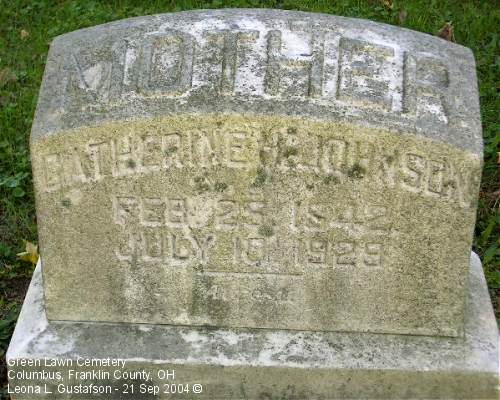 MOTHER
CATHERINE H. JOHNSON
FEB. 25, 1842
JULY 10, 1929
Green Lawn Cemetery
Columbus, Franklin County, OH
Leona L. Gustafson - 21 Sep 2004 ©